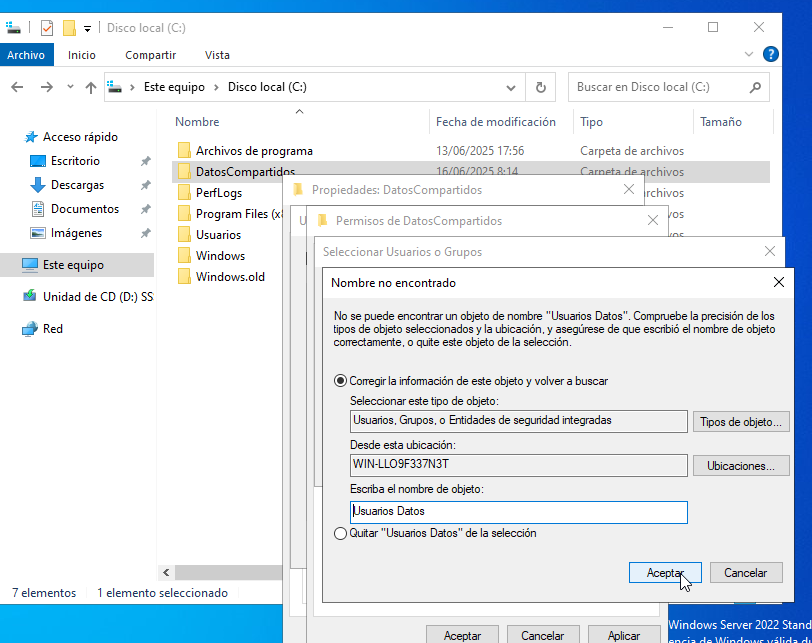 Disco local (C:)
Archivo Inicio Compartir Vista
Este equipo > Disco local (C:)
Buscar en Disco local (C:)
Nombre Fecha de modificación Tipo Tamaño
Acceso rápido
Escritorio
Descargas
Documentos
Imágenes
Este equipo
Unidad de CD (D:) SS
Red
Archivos de programa 13/06/2025 17:56 Carpeta de archivos
DatosCompartidos 16/06/2025 8:14 Carpeta de archivos
PerfLogs
Program Files (x8
Usuarios
Windows
Windows.old
Propiedades: DatosCompartidos
Permisos de DatosCompartidos
Seleccionar Usuarios o Grupos
Nombre no encontrado
No se puede encontrar un objeto de nombre "Usuarios Datos". Compruebe la precisión de los
tipos de objeto seleccionados y la ubicación, y asegúrese de que escribió el nombre de objeto
correctamente, o quite este objeto de la selección.
Corregir la información de este objeto y volver a buscar
Seleccionar este tipo de objeto:
Usuarios, Grupos, o Entidades de seguridad integradas
Tipos de objeto...
Desde esta ubicación:
WIN-LLO9F337N3T
Ubicaciones...
Escriba el nombre de objeto:
Usuarios Datos
Quitar "Usuarios Datos" de la selección
Aceptar Cancelar
7 elementos 1 elemento seleccionado
Aceptar Cancelar Aplicar
Windows Server 2022 Stand
encia de Windows válida d